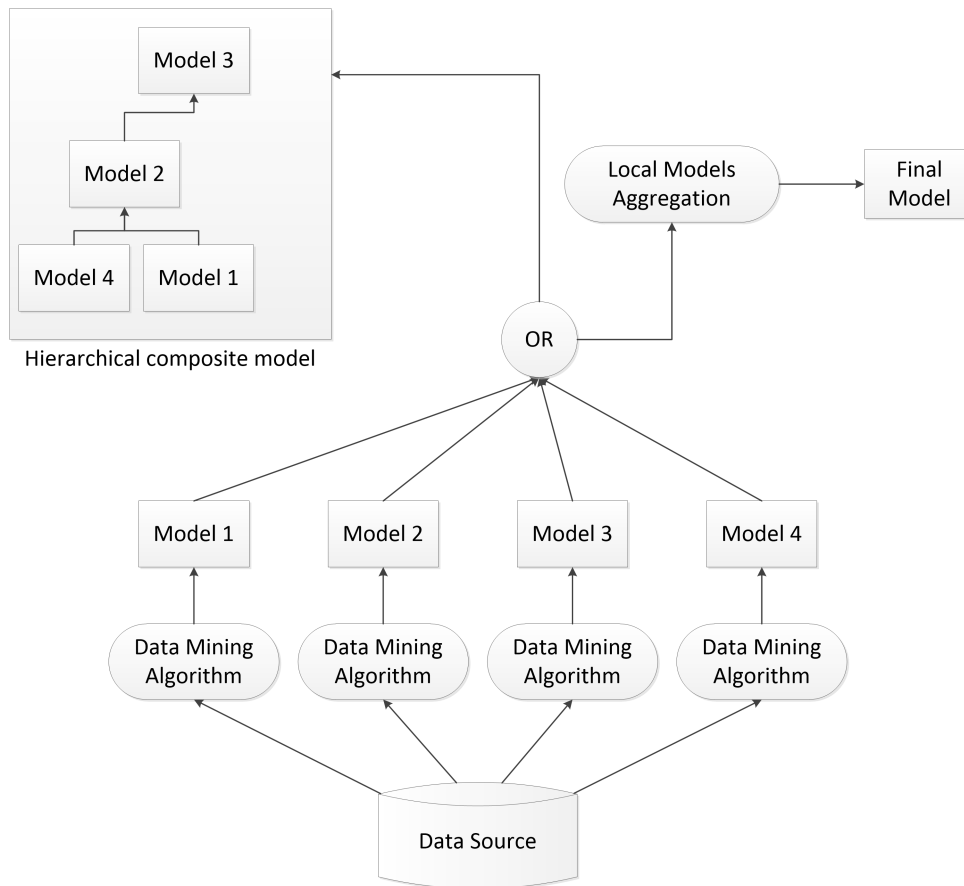 Model 3
Model 2
Model 4
Model 1
Hierarchical composite model
Local Models
Aggregation
Final
Model
OR
Model 1
Model 2
Model 3
Model 4
Data Mining
Algorithm
Data Mining
Algorithm
Data Mining
Algorithm
Data Mining
Algorithm
Data Source